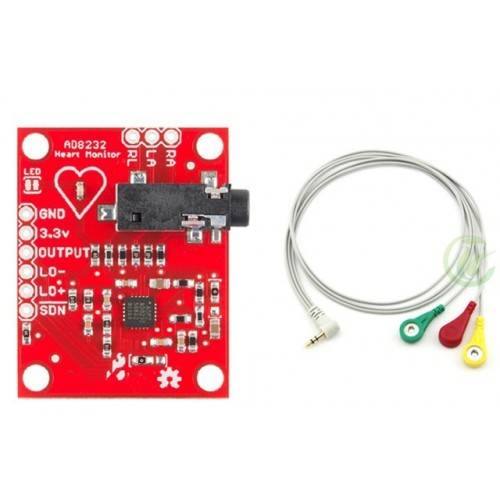 AD8232
Heart Monitor
RL
LA
RA
LED
GND
3.3v
OUTPUT
LO-
LO+
SDN